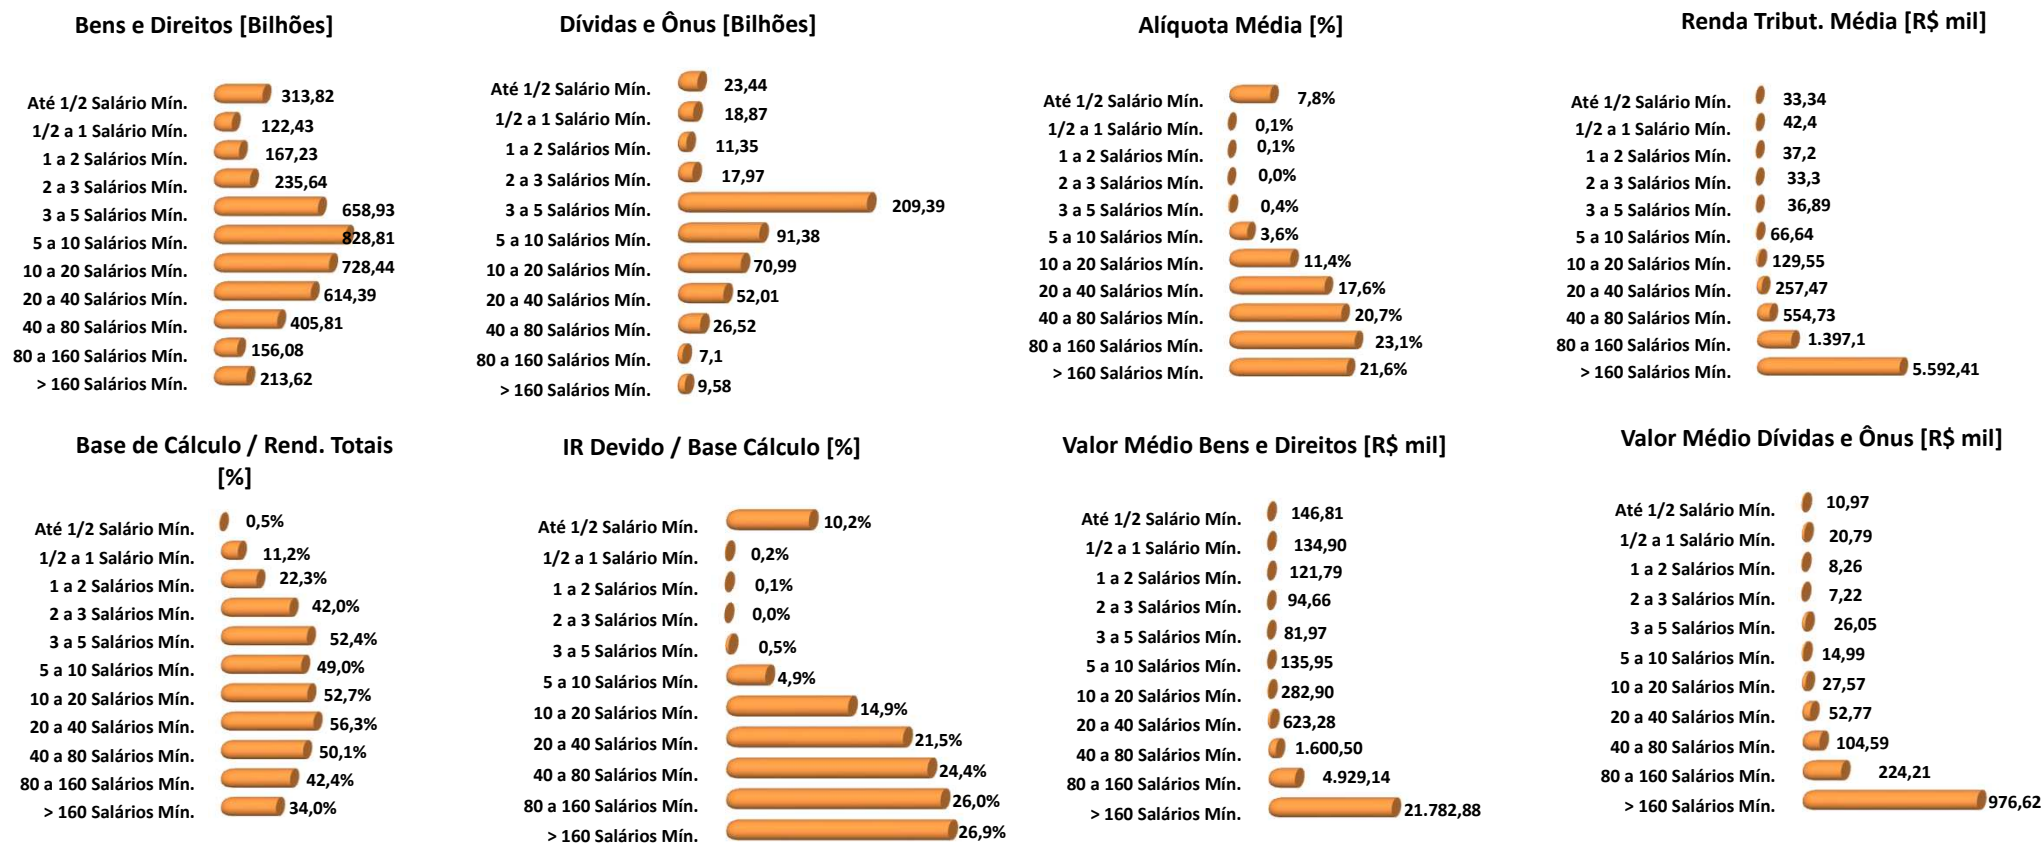 Bens e Direitos [Bilhões]
Até 1/2 Salário Mín. 313,82
1/2 a 1 Salário Mín. 122,43
1 a 2 Salários Mín. 167,23
2 a 3 Salários Mín. 235,64
3 a 5 Salários Mín. 658,93
5 a 10 Salários Mín. 828,81
10 a 20 Salários Mín. 728,44
20 a 40 Salários Mín. 614,39
40 a 80 Salários Mín. 405,81
80 a 160 Salários Mín. 156,08
> 160 Salários Mín. 213,62
Dívidas e Ônus [Bilhões]
Até 1/2 Salário Mín. 23,44
1/2 a 1 Salário Mín. 18,87
1 a 2 Salários Mín. 11,35
2 a 3 Salários Mín. 17,97
3 a 5 Salários Mín. 209,39
5 a 10 Salários Mín. 91,38
10 a 20 Salários Mín. 70,99
20 a 40 Salários Mín. 52,01
40 a 80 Salários Mín. 26,52
80 a 160 Salários Mín. 7,1
> 160 Salários Mín. 9,58
Alíquota Média [%]
Até 1/2 Salário Mín. 7,8%
1/2 a 1 Salário Mín. 0,1%
1 a 2 Salários Mín. 0,1%
2 a 3 Salários Mín. 0,0%
3 a 5 Salários Mín. 0,4%
5 a 10 Salários Mín. 3,6%
10 a 20 Salários Mín. 11,4%
20 a 40 Salários Mín. 17,6%
40 a 80 Salários Mín. 20,7%
80 a 160 Salários Mín. 23,1%
> 160 Salários Mín. 21,6%
Renda Tribut. Média [R$ mil]
Até 1/2 Salário Mín. 33,34
1/2 a 1 Salário Mín. 42,4
1 a 2 Salários Mín. 37,2
2 a 3 Salários Mín. 33,3
3 a 5 Salários Mín. 36,89
5 a 10 Salários Mín. 66,64
10 a 20 Salários Mín. 129,55
20 a 40 Salários Mín. 257,47
40 a 80 Salários Mín. 554,73
80 a 160 Salários Mín. 1.397,1
> 160 Salários Mín. 5.592,41
Base de Cálculo / Rend. Totais
[%]
Até 1/2 Salário Mín. 0,5%
1/2 a 1 Salário Mín. 11,2%
1 a 2 Salários Mín. 22,3%
2 a 3 Salários Mín. 42,0%
3 a 5 Salários Mín. 52,4%
5 a 10 Salários Mín. 49,0%
10 a 20 Salários Mín. 52,7%
20 a 40 Salários Mín. 56,3%
40 a 80 Salários Mín. 50,1%
80 a 160 Salários Mín. 42,4%
> 160 Salários Mín. 34,0%
IR Devido / Base Cálculo [%]
Até 1/2 Salário Mín. 10,2%
1/2 a 1 Salário Mín. 0,2%
1 a 2 Salários Mín. 0,1%
2 a 3 Salários Mín. 0,0%
3 a 5 Salários Mín. 0,5%
5 a 10 Salários Mín. 4,9%
10 a 20 Salários Mín. 14,9%
20 a 40 Salários Mín. 21,5%
40 a 80 Salários Mín. 24,4%
80 a 160 Salários Mín. 26,0%
> 160 Salários Mín. 26,9%
Valor Médio Bens e Direitos [R$ mil]
Até 1/2 Salário Mín. 146,81
1/2 a 1 Salário Mín. 134,90
1 a 2 Salários Mín. 121,79
2 a 3 Salários Mín. 94,66
3 a 5 Salários Mín. 81,97
5 a 10 Salários Mín. 135,95
10 a 20 Salários Mín. 282,90
20 a 40 Salários Mín. 623,28
40 a 80 Salários Mín. 1.600,50
80 a 160 Salários Mín. 4.929,14
> 160 Salários Mín. 21.782,88
Valor Médio Dívidas e Ônus [R$ mil]
Até 1/2 Salário Mín. 10,97
1/2 a 1 Salário Mín. 20,79
1 a 2 Salários Mín. 8,26
2 a 3 Salários Mín. 7,22
3 a 5 Salários Mín. 26,05
5 a 10 Salários Mín. 14,99
10 a 20 Salários Mín. 27,57
20 a 40 Salários Mín. 52,77
40 a 80 Salários Mín. 104,59
80 a 160 Salários Mín. 224,21
> 160 Salários Mín. 976,62